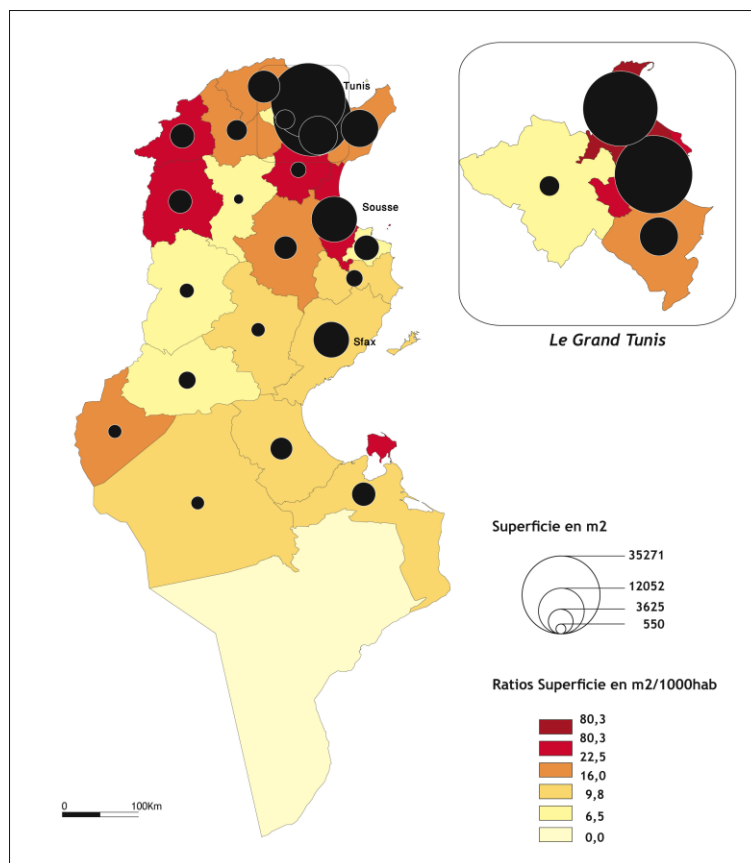 Tunis
Sousse
Sfax
Le Grand Tunis
Superficie en m2
35271
12052
3625
550
Ratios Superficie en m2/1000hab
80,3
80,3
22,5
16,0
9,8
6,5
0,0
0 100Km